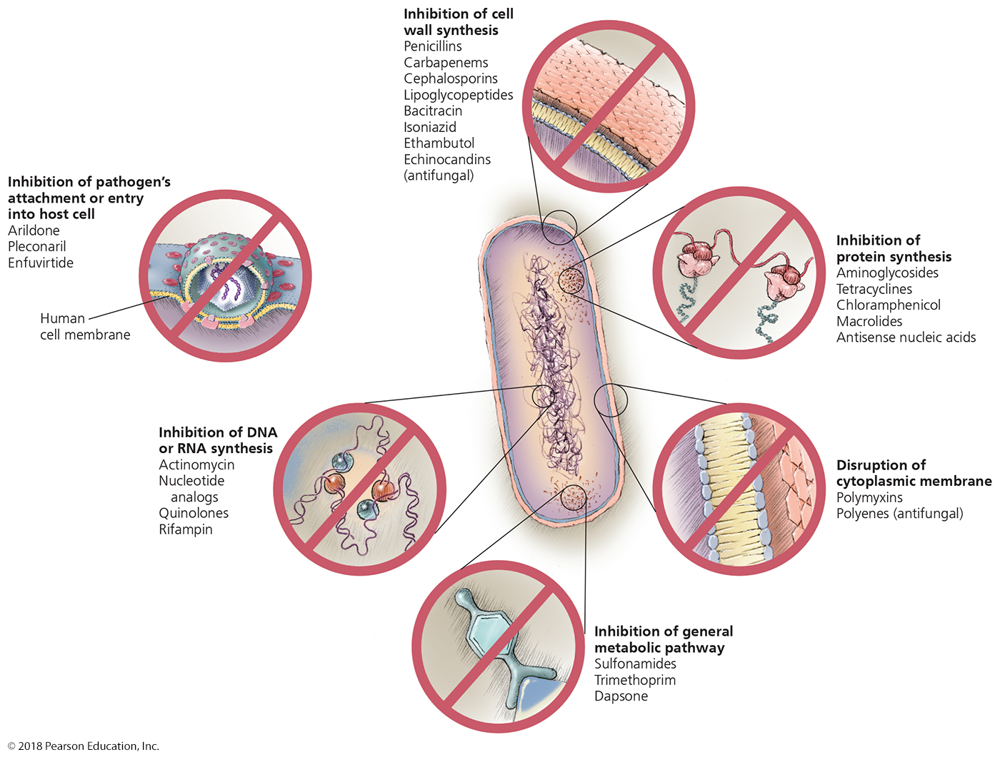 Inhibition of cell
wall synthesis
Penicillins
Carbapenems
Cephalosporins
Lipoglycopeptides
Bacitracin
Isoniazid
Ethambutol
Echinocandins
(antifungal)
Inhibition of pathogen's
attachment or entry
into host cell
Arildone
Pleconaril
Enfuvirtide
Human
cell membrane
Inhibition of
protein synthesis
Aminoglycosides
Tetracyclines
Chloramphenicol
Macrolides
Antisense nucleic acids
Inhibition of DNA
or RNA synthesis
Actinomycin
Nucleotide
analogs
Quinolones
Rifampin
Disruption of
cytoplasmic membrane
Polymyxins
Polyenes (antifungal)
Inhibition of general
metabolic pathway
Sulfonamides
Trimethoprim
Dapsone
© 2018 Pearson Education, Inc.